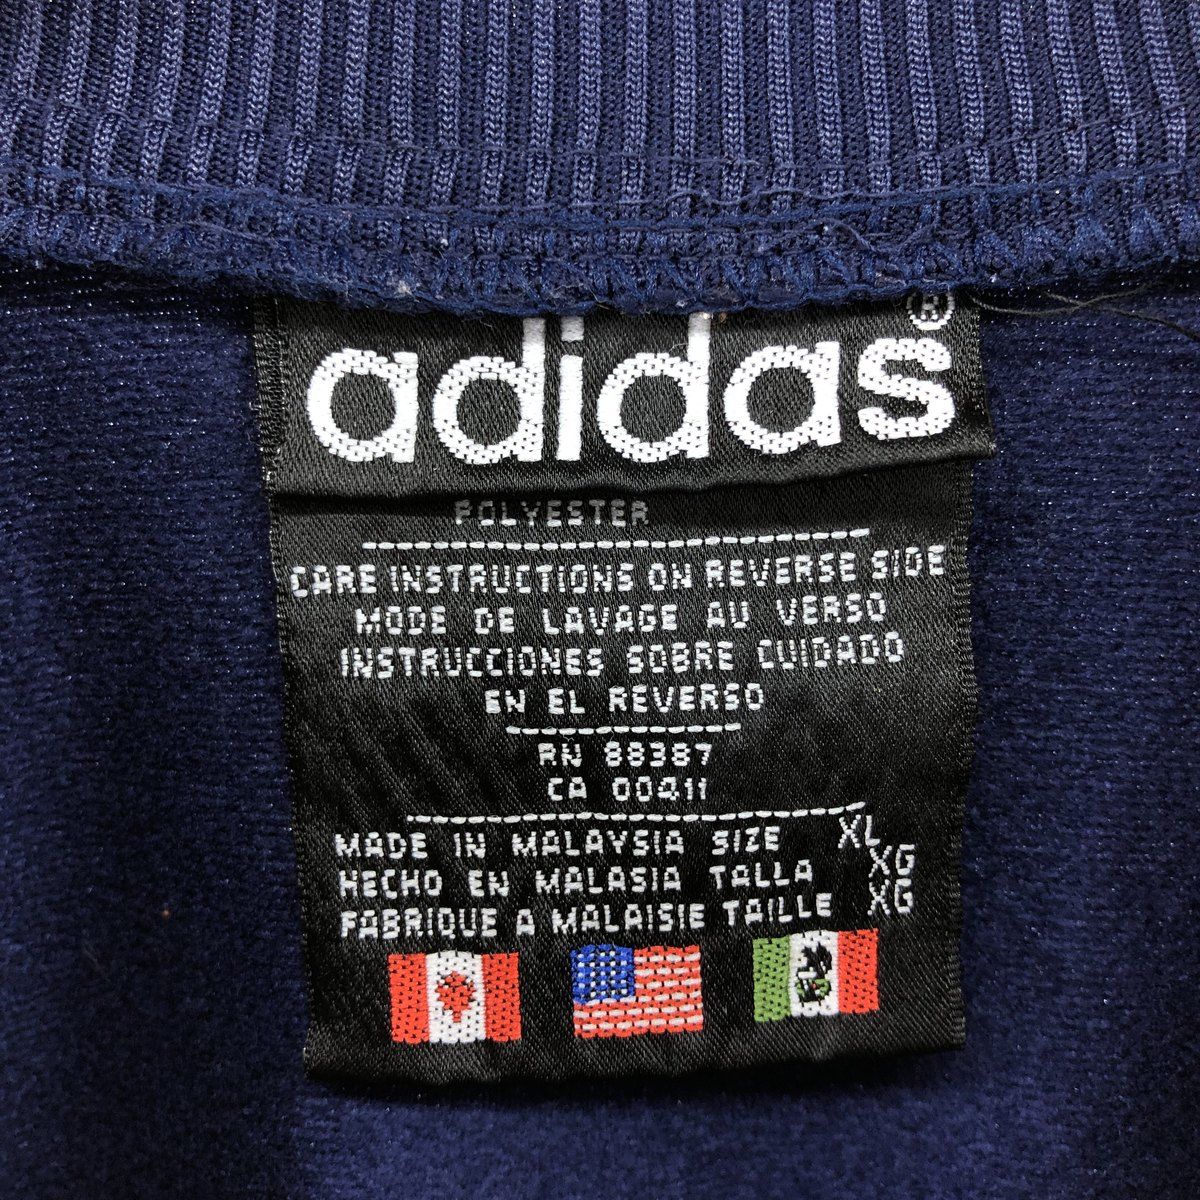 adidas®
POLYESTER
CARE INSTRUCTIONS ON REVERSE SIDE
MODE DE LAVAGE AU VERSO
INSTRUCCIONES SOBRE CUIDADO
EN EL REVERSO
RN 88387
CA 00411
MADE IN MALAYSIA SIZE XL
HECHO EN MALASIA TALLA XG
FABRIQUE A MALAISIE TAILLE XG